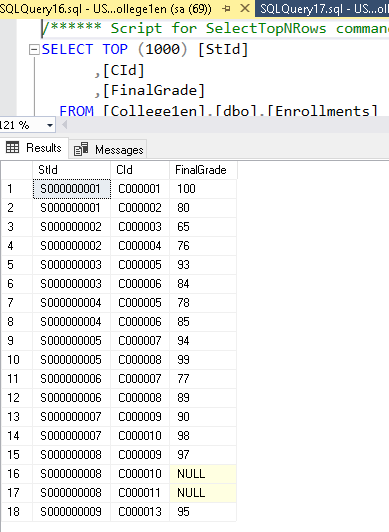 SQLQuery16.sql - US...ollege1en (sa (69)) SQLQuery17.sql - US...oll
/****** Script for SelectTopNRows comman
SELECT TOP (1000) [StId]
,[CId]
,[FinalGrade]
FROM [College1en].[dbo].[Enrollments]
121 %
Results Messages
StId CId FinalGrade
1 S000000001 C000001 100
2 S000000001 C000002 80
3 S000000002 C000003 65
4 S000000002 C000004 76
5 S000000003 C000005 93
6 S000000003 C000006 84
7 S000000004 C000005 78
8 S000000004 C000006 85
9 S000000005 C000007 94
10 S000000005 C000008 99
11 S000000006 C000007 77
12 S000000006 C000008 89
13 S000000007 C000009 90
14 S000000007 C000010 98
15 S000000008 C000009 97
16 S000000008 C000010 NULL
17 S000000008 C000011 NULL
18 S000000009 C000013 95